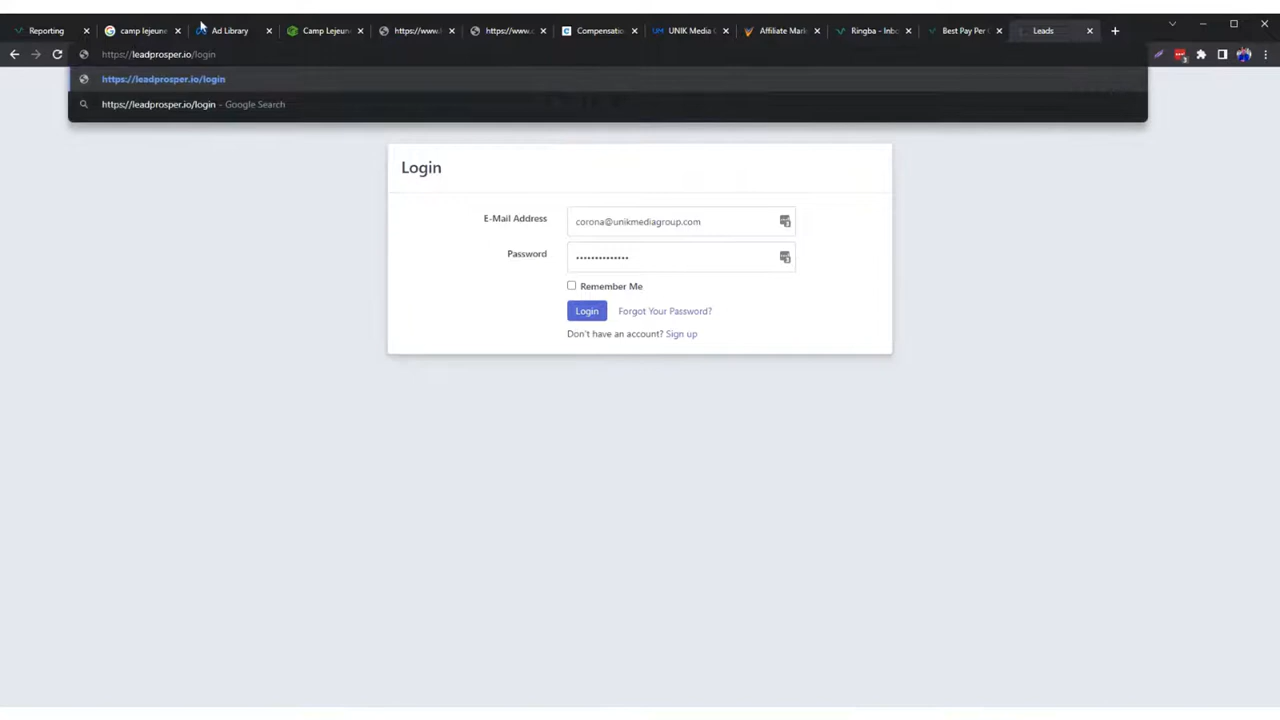 Reporting
camp lejeune
Ad Library
Camp Lejeun
https://www.
https://www.
Compensatio
UNIK Media
Affiliate Mark
Ringba - Inbo
Best Pay Per
Leads
https://leadprosper.io/login
https://leadprosper.io/login
https://leadprosper.io/login – Google Search
Login
E-Mail Address
corona@unikmediagroup.com
Password
Remember Me
Login Forgot Your Password?
Don't have an account? Sign up